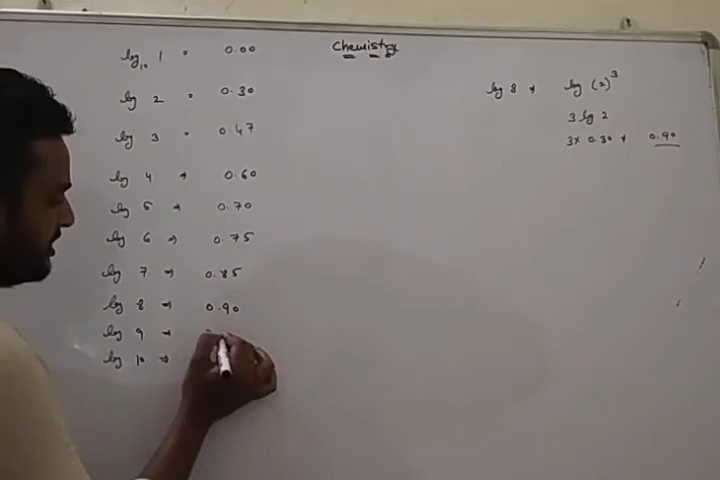 Chemistry
log₁₀ 1 = 0.00
log 2 = 0.30
log 3 = 0.47
log 4 → 0.60
log 5 → 0.70
log 6 ⇒ 0.75
log 7 ⇒ 0.85
log 8 ⇒ 0.90
log 9 →
log 10 ⇒
log 8 → log (2)³
3 log 2
3× 0.30 → 0.90